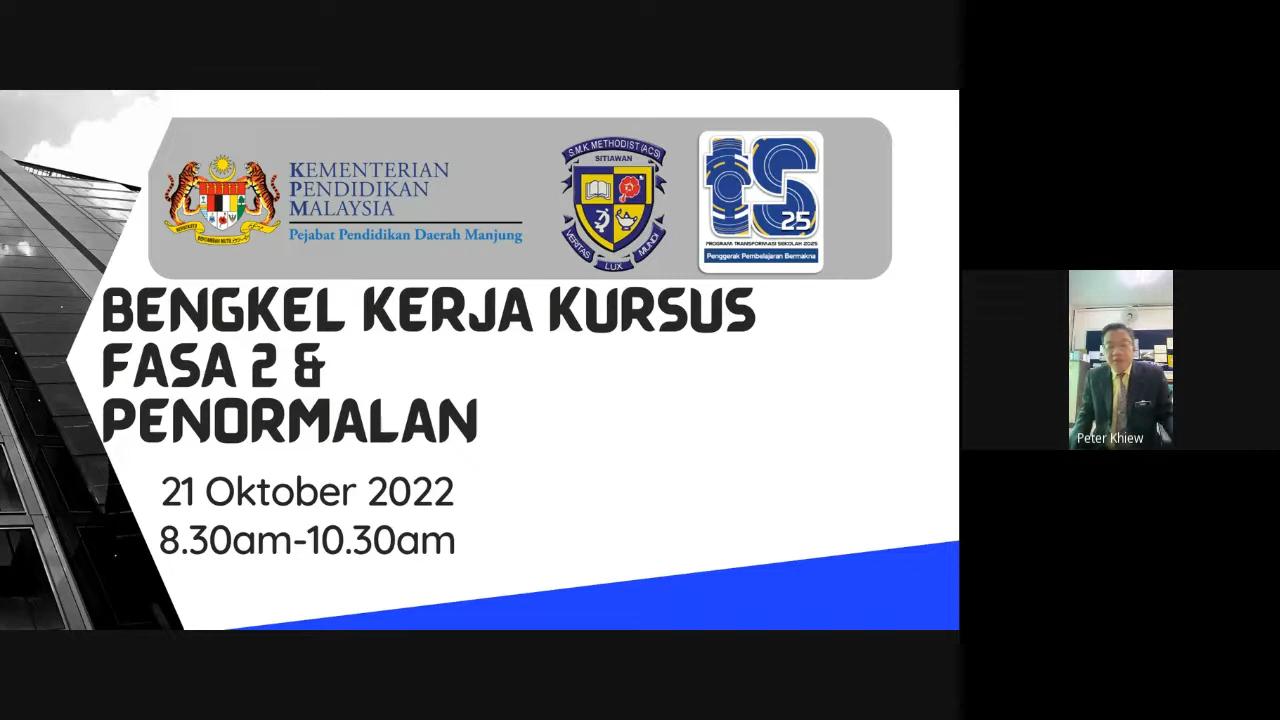 KEMENTERIAN
PENDIDIKAN
MALAYSIA
Pejabat Pendidikan Daerah Manjung
S.M.K METHODIST (ACS)
SITIAWAN
VERITAS
LUX
MUNDI
25
PROGRAM TRANSFORMASI SEKOLAH 2025
Penggerak Pembelajaran Bermakna
BENGKEL KERJA KURSUS
FASA 2 &
PENORMALAN
21 Oktober 2022
8.30am-10.30am
Peter Khiew